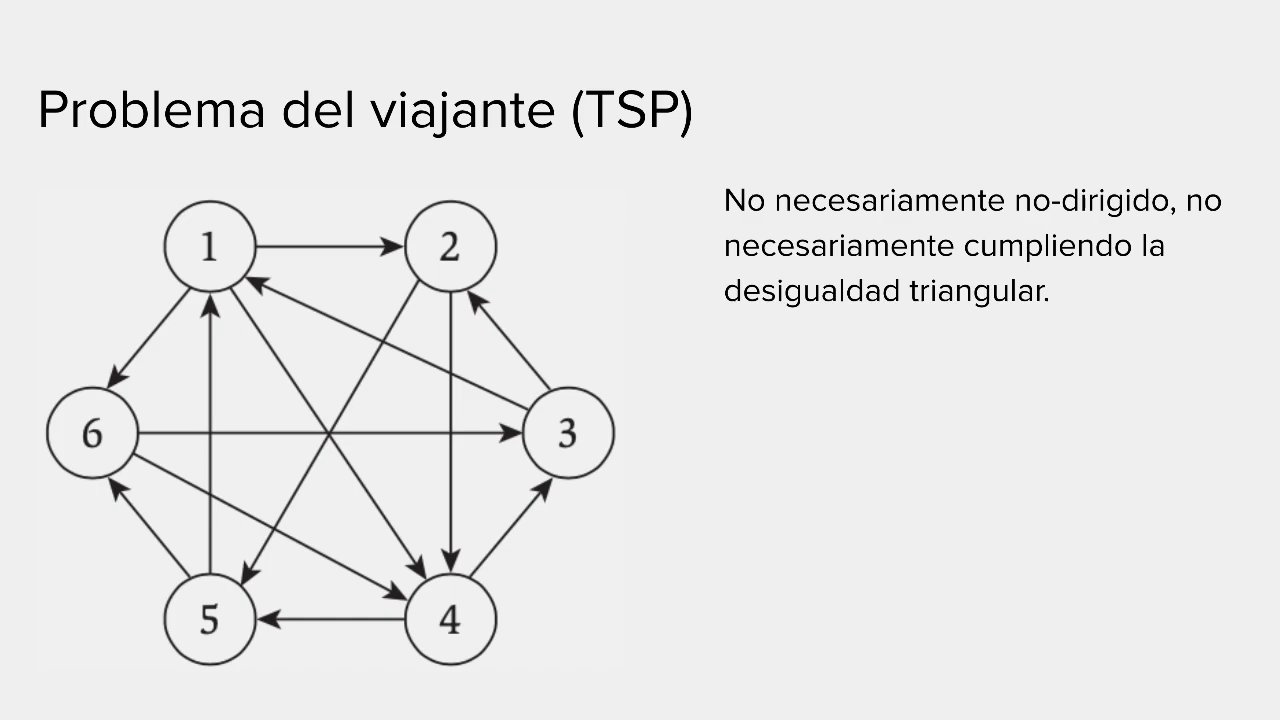 Problema del viajante (TSP)
No necesariamente no-dirigido, no
necesariamente cumpliendo la
desigualdad triangular.
1
2
6
3
5
4